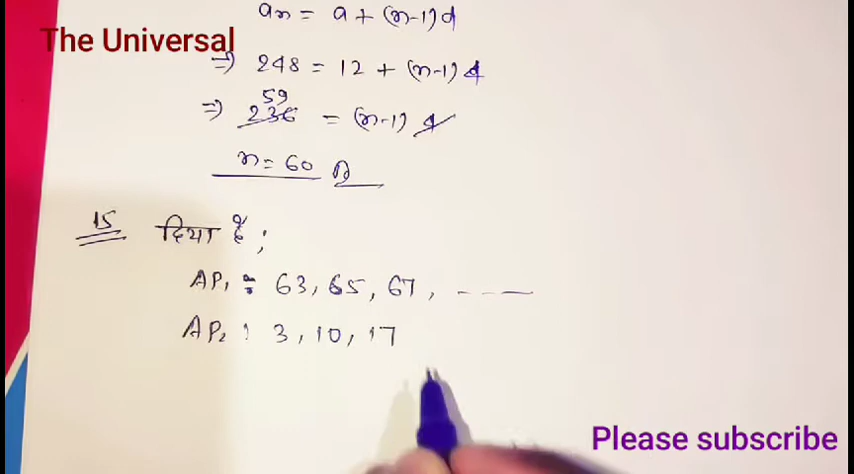 an = a + (n-1)d
The Universal
=> 248 = 12 + (n-1) 4
59
=> 236 = (n-1) 4
n = 60
15 दिया है ;
AP₁ : 63, 65, 67, - - -
AP₂ : 3, 10, 17
Please subscribe